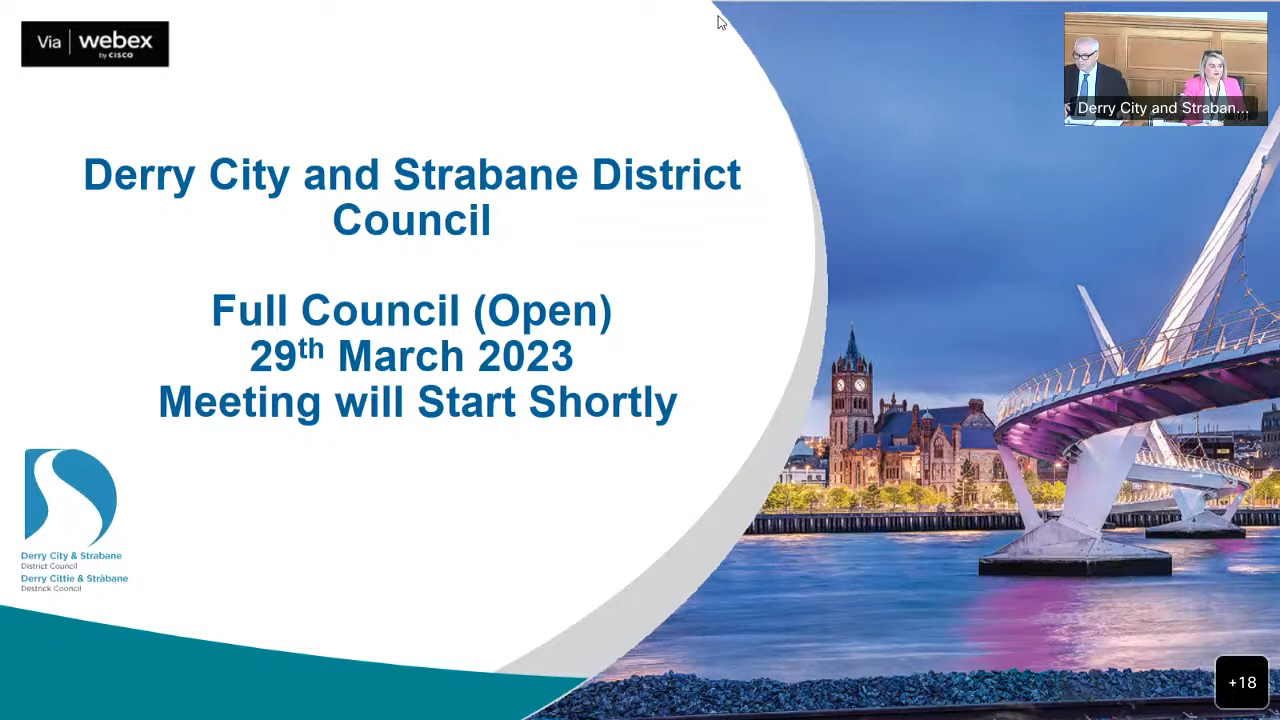 Via webex
by CISCO
Derry City and Straban...
Derry City and Strabane District
Council
Full Council (Open)
29th March 2023
Meeting will Start Shortly
Derry City & Strabane
District Council
Derry Cittie & Stràbane
Destrick Cooncil
+18